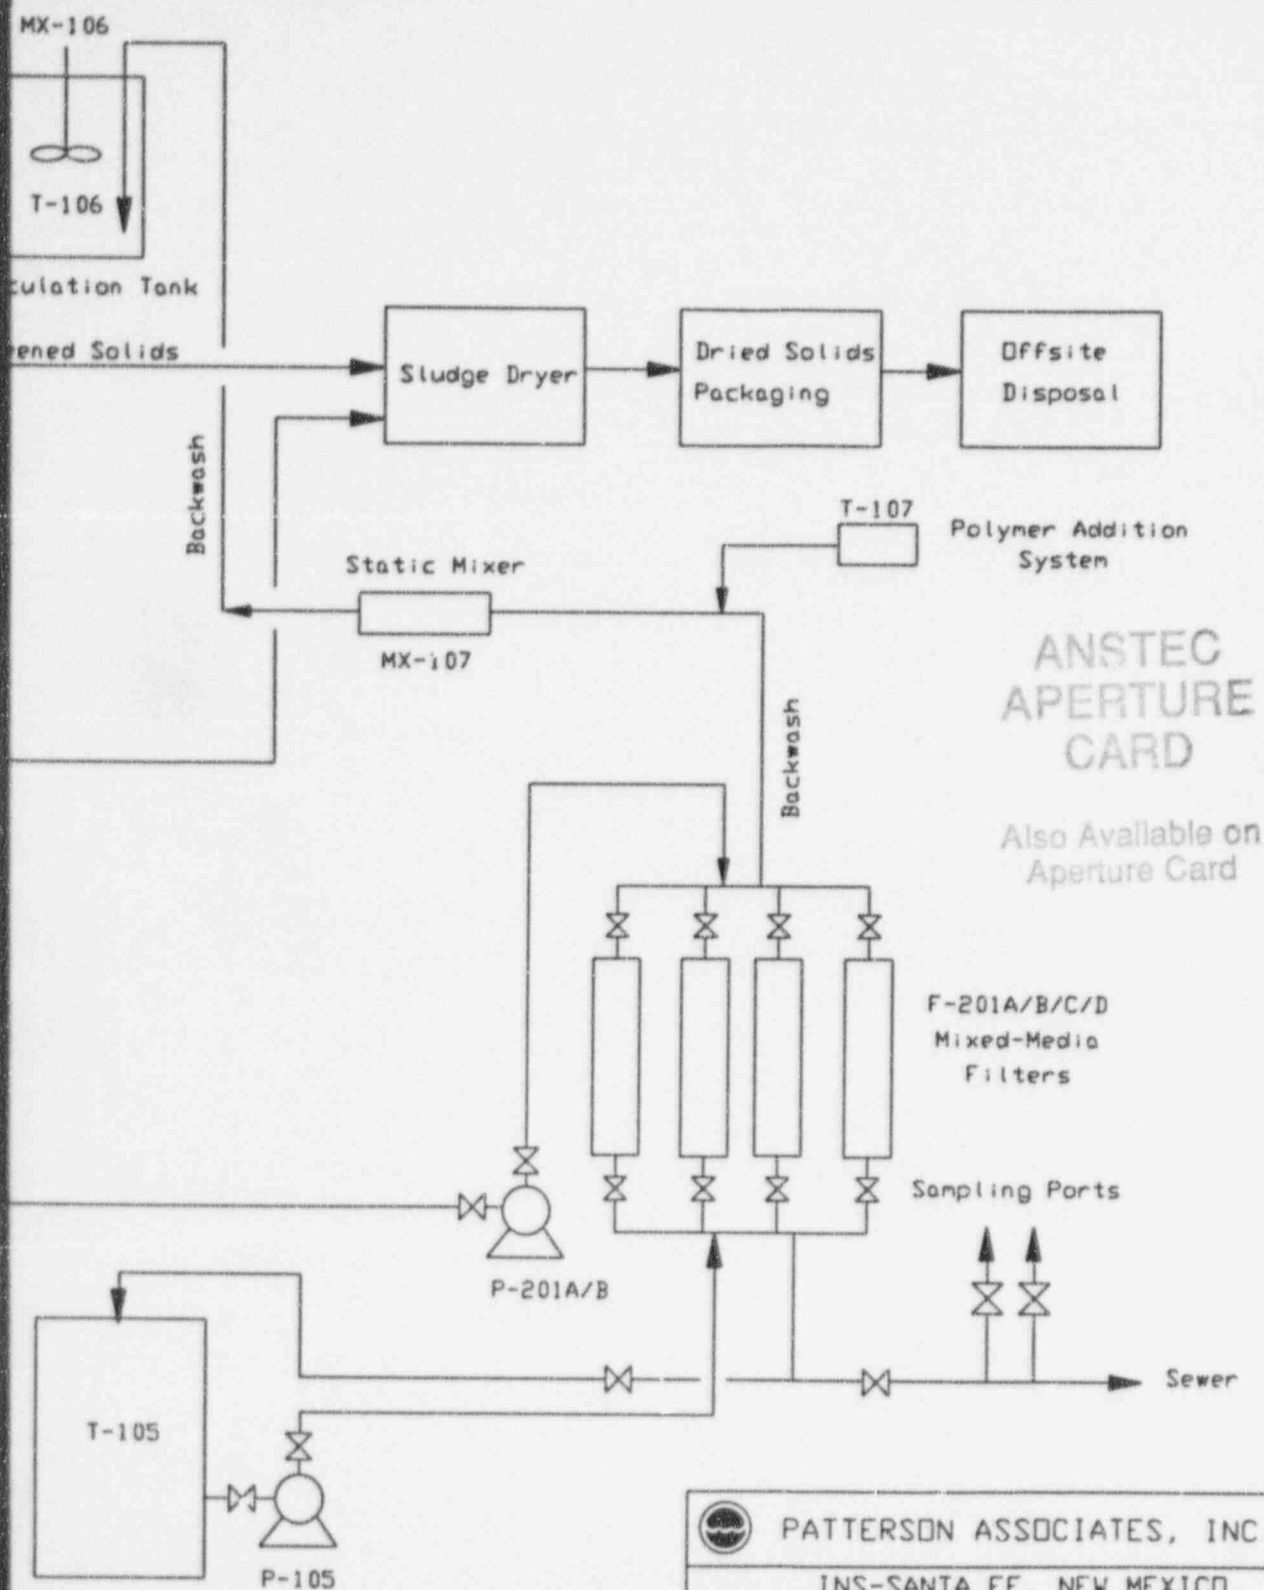 MX-106
T-106
culation Tank
ened Solids
Sludge Dryer
Dried Solids
Packaging
Offsite
Disposal
Backwash
T-107
Polymer Addition
System
Static Mixer
MX-107
ANSTEC
APERTURE
CARD
Backwash
Also Available on
Aperture Card
F-201A/B/C/D
Mixed-Media
Filters
Sampling Ports
P-201A/B
Sewer
T-105
P-105
PATTERSON ASSOCIATES, INC
INS-SANTA FE, NEW MEXICO